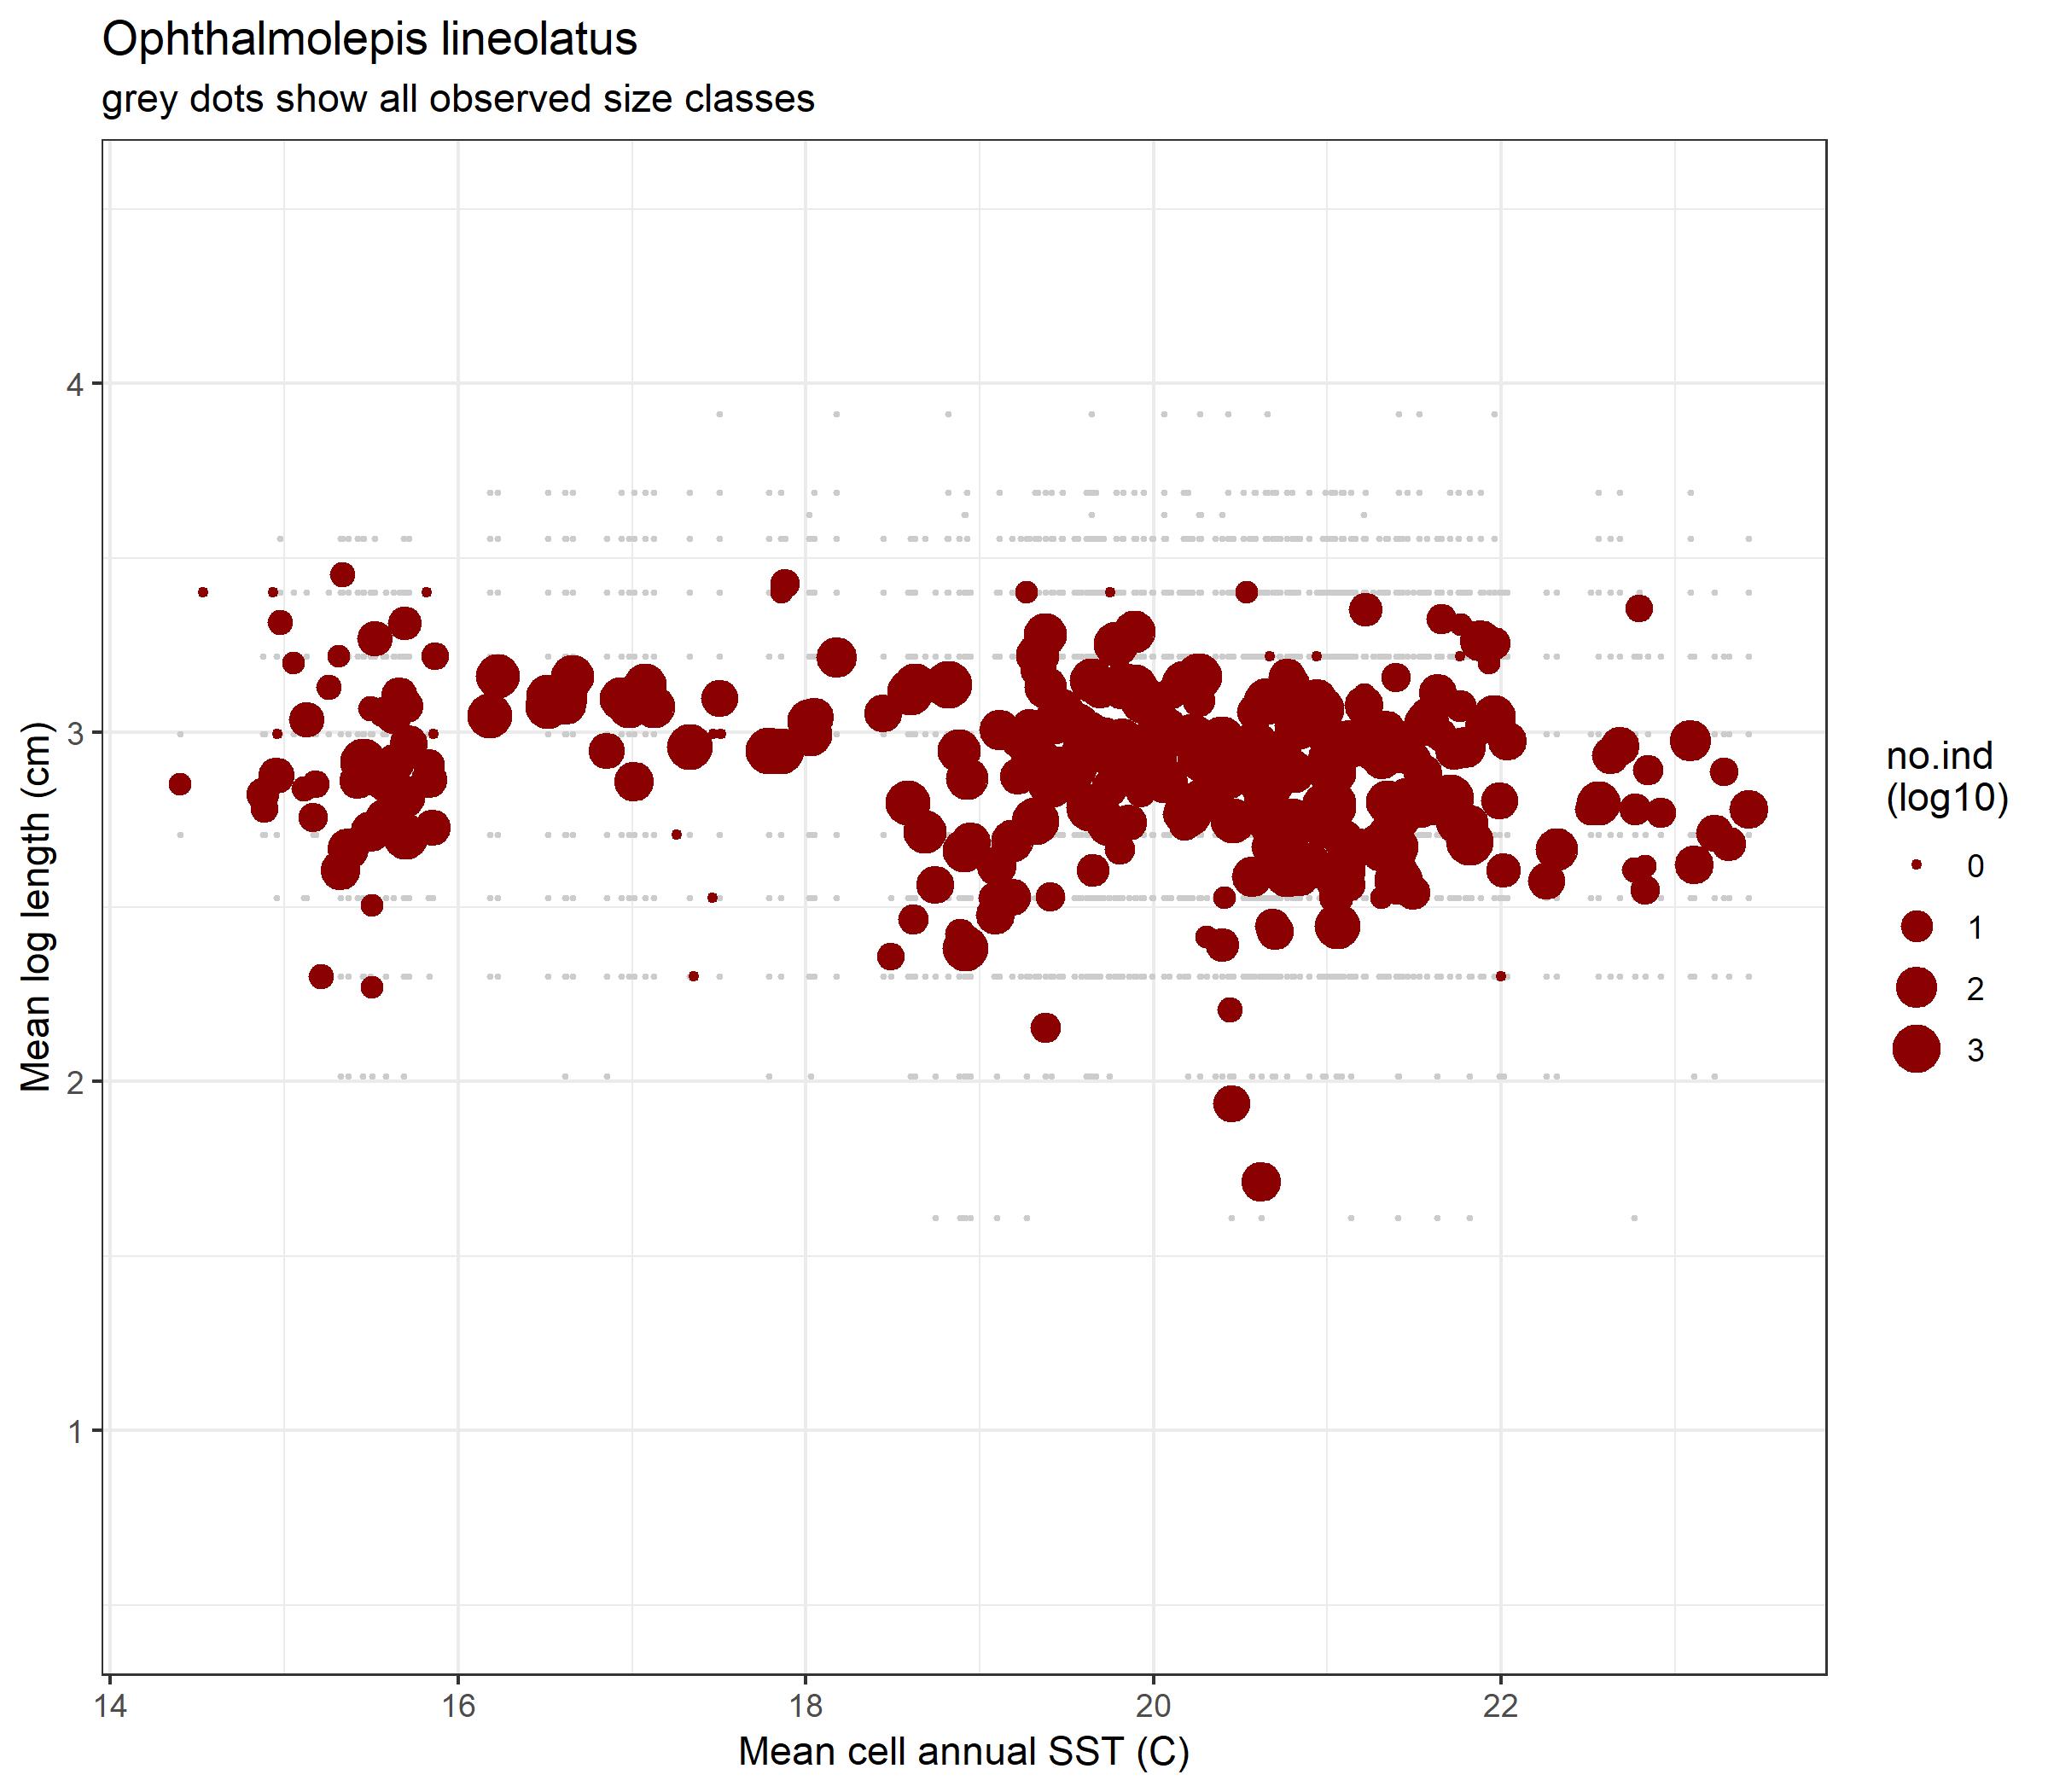 Ophthalmolepis lineolatus
grey dots show all observed size classes
4
3
2
1
Mean log length (cm)
14 16 18 20 22
Mean cell annual SST (C)
no.ind
(log10)
0
1
2
3